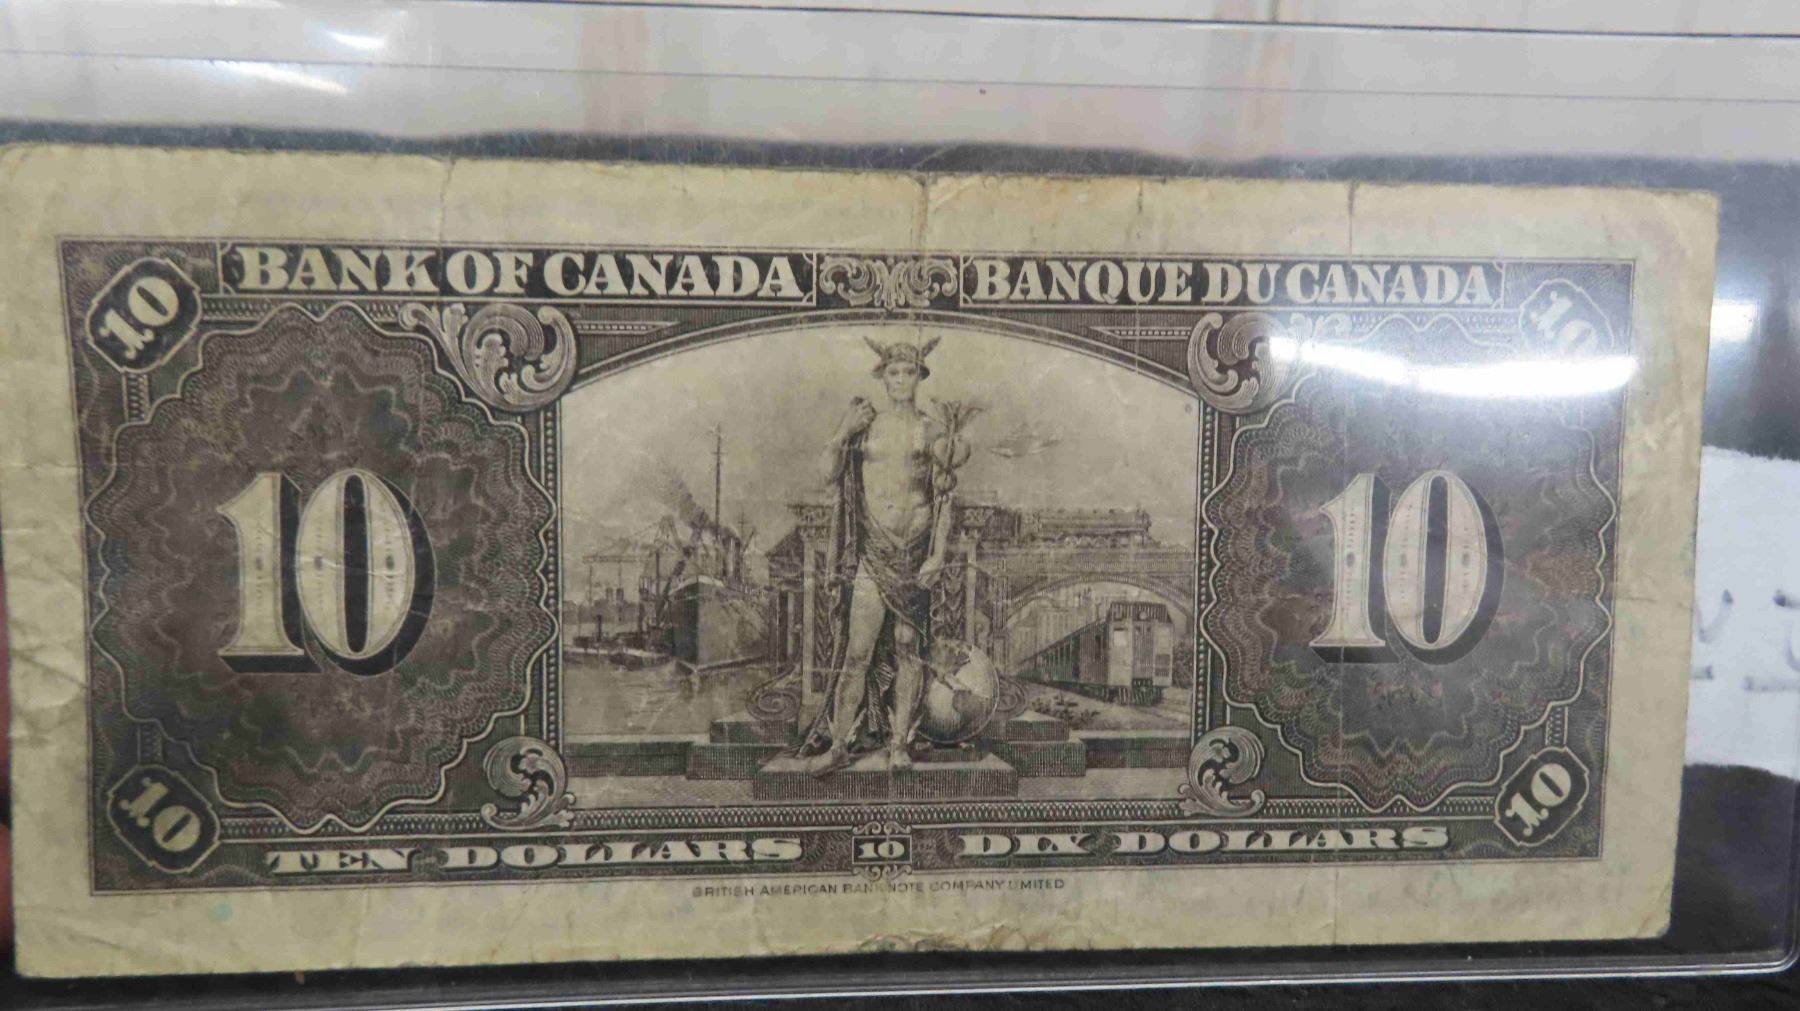 BANK OF CANADA BANQUE DU CANADA
10 10
10 10
10 10
TEN DOLLARS 10 DIX DOLLARS
BRITISH AMERICAN BANK NOTE COMPANY LIMITED